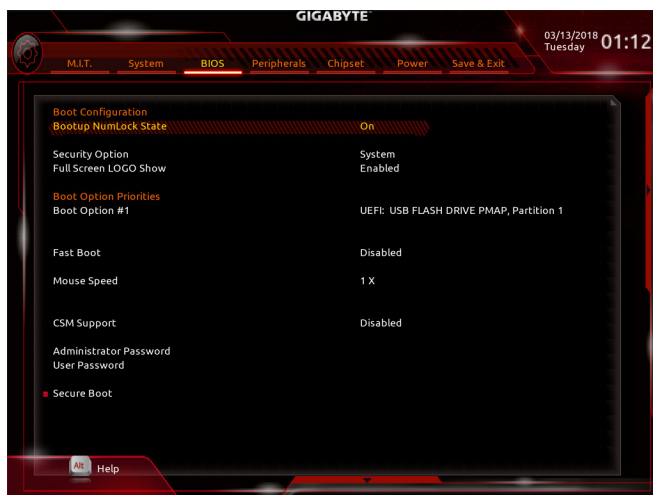 GIGABYTE
03/13/2018
Tuesday
01:12
M.I.T. System BIOS Peripherals Chipset Power Save & Exit
Boot Configuration
Bootup NumLock State On
Security Option System
Full Screen LOGO Show Enabled
Boot Option Priorities
Boot Option #1 UEFI: USB FLASH DRIVE PMAP, Partition 1
Fast Boot Disabled
Mouse Speed 1 X
CSM Support Disabled
Administrator Password
User Password
Secure Boot
Alt Help